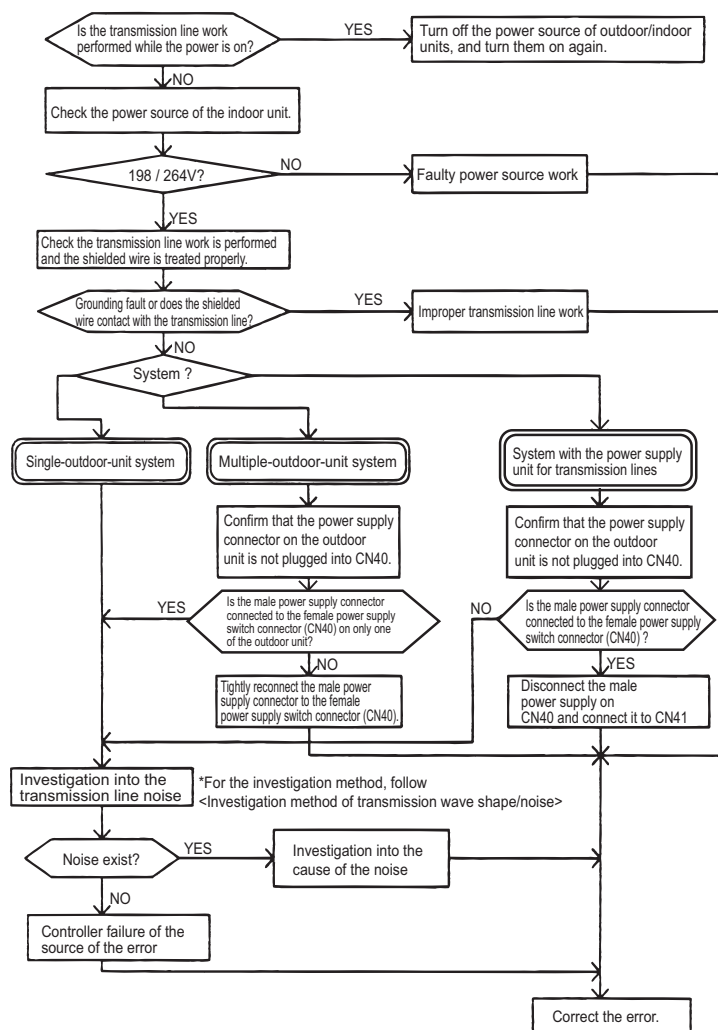 Is the transmission line work
performed while the power is on?
YES
Turn off the power source of outdoor/indoor
units, and turn them on again.
NO
Check the power source of the indoor unit.
198 / 264V?
NO
Faulty power source work
YES
Check the transmission line work is performed
and the shielded wire is treated properly.
Grounding fault or does the shielded
wire contact with the transmission line?
YES
Improper transmission line work
NO
System ?
Single-outdoor-unit system
Multiple-outdoor-unit system
System with the power supply
unit for transmission lines
Confirm that the power supply
connector on the outdoor
unit is not plugged into CN40.
Confirm that the power supply
connector on the outdoor
unit is not plugged into CN40.
YES
Is the male power supply connector
connected to the female power supply
switch connector (CN40) on only one
of the outdoor unit?
NO
Is the male power supply connector
connected to the female power supply
switch connector (CN40) ?
NO
YES
Tightly reconnect the male power
supply connector to the female
power supply switch connector (CN40).
Disconnect the male
power supply on
CN40 and connect it to CN41
Investigation into the
transmission line noise
*For the investigation method, follow
<Investigation method of transmission wave shape/noise>
Noise exist?
YES
Investigation into the
cause of the noise
NO
Controller failure of the
source of the error
Correct the error.